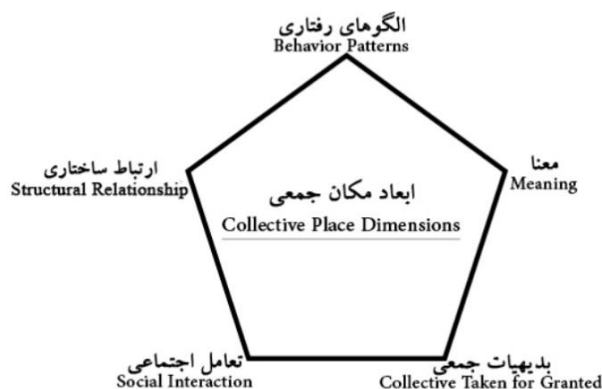 الگوهای رفتاری
Behavior Patterns
ارتباط ساختاری
Structural Relationship
معنا
Meaning
ابعاد مکان جمعی
Collective Place Dimensions
تعامل اجتماعی
Social Interaction
بدیهیات جمعی
Collective Taken for Granted